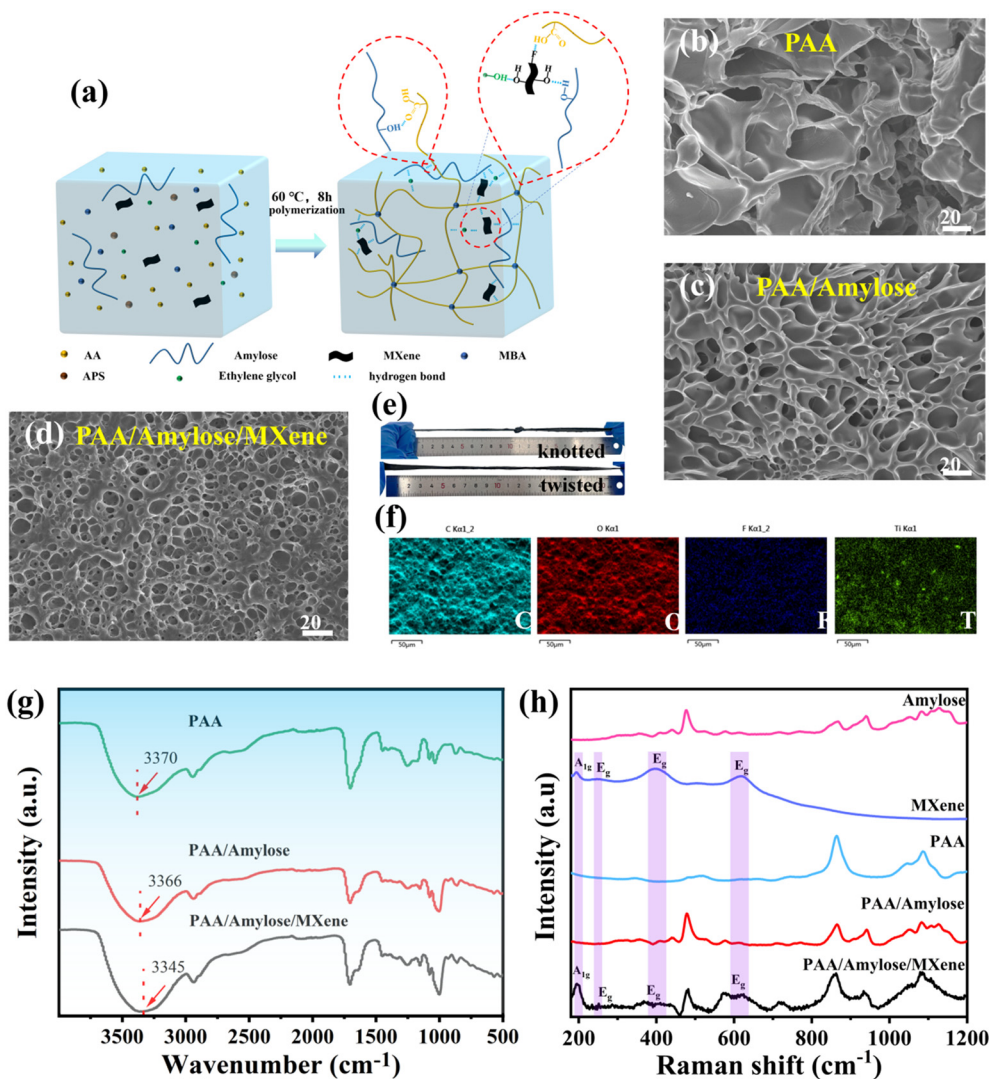 (a)
60 ℃, 8h
polymerization
OH
HO
O
HO
O
F
H
H
OH
O
O
H
O
AA
Amylose
MXene
MBA
APS
Ethylene glycol
hydrogen bond
(b)
PAA
20
(c)
PAA/Amylose
20
(d)
PAA/Amylose/MXene
20
(e)
knotted
twisted
(f)
C Kα1_2
O Kα1
F Kα1_2
Ti Kα1
C
O
F
T
50μm
50μm
50μm
50μm
(g)
PAA
3370
PAA/Amylose
3366
PAA/Amylose/MXene
3345
Intensity (a.u.)
3500 3000 2500 2000 1500 1000 500
Wavenumber (cm-1)
(h)
Amylose
A1g
Eg
Eg
Eg
MXene
PAA
PAA/Amylose
PAA/Amylose/MXene
A1g
Eg
Eg
Eg
Intensity (a.u)
200 400 600 800 1000 1200
Raman shift (cm-1)